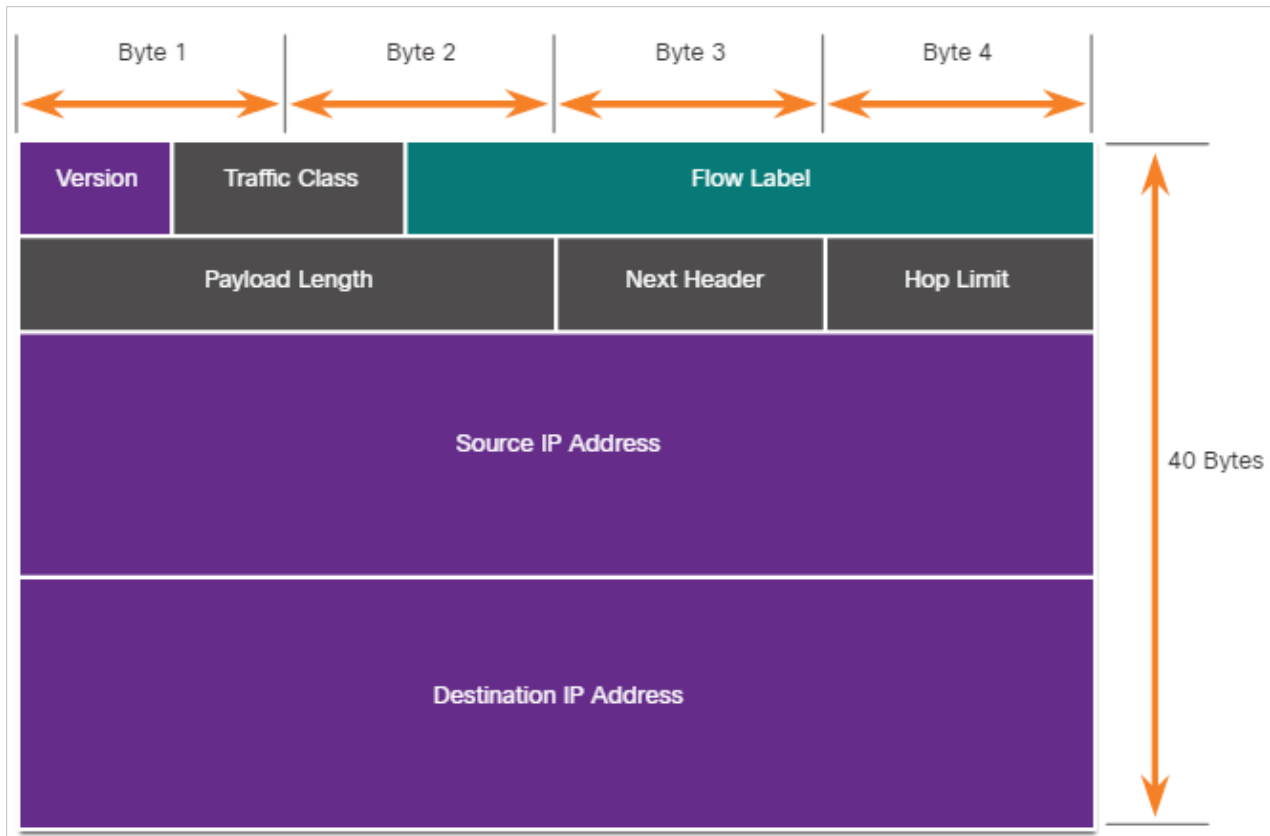 Byte 1 Byte 2 Byte 3 Byte 4
Version Traffic Class Flow Label
Payload Length Next Header Hop Limit
Source IP Address
40 Bytes
Destination IP Address